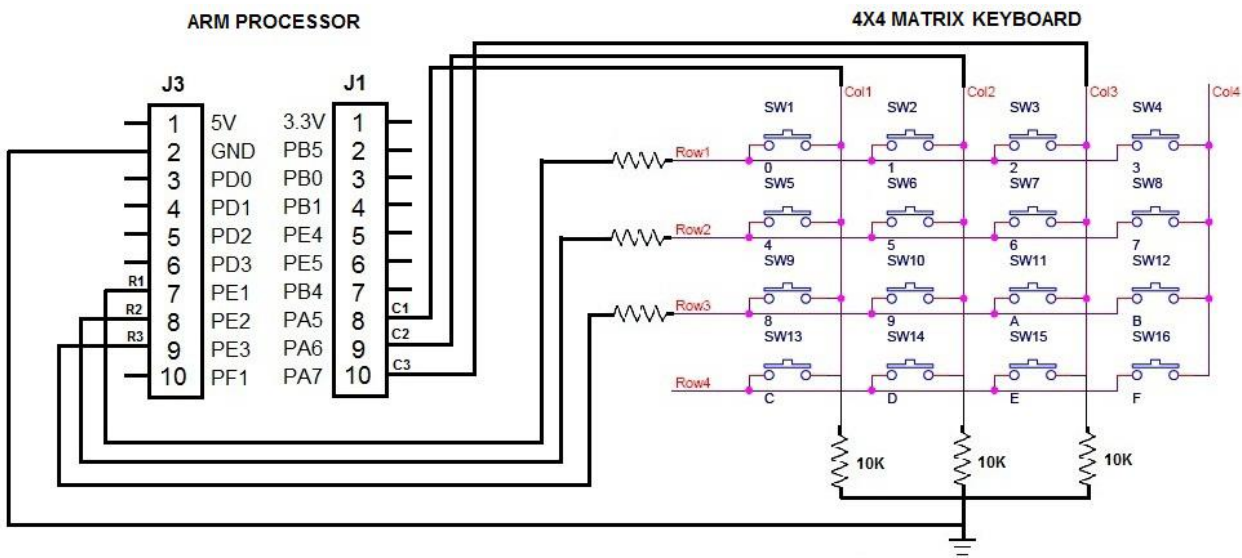 ARM PROCESSOR
4X4 MATRIX KEYBOARD
J3
J1
1 5V
2 GND
3 PD0
4 PD1
5 PD2
6 PD3
R1 7 PE1
R2 8 PE2
R3 9 PE3
10 PF1
3.3V 1
PB5 2
PB0 3
PB1 4
PE4 5
PE5 6
PB4 7
PA5 8 C1
PA6 9 C2
PA7 10 C3
Col1 Col2 Col3 Col4
SW1 SW2 SW3 SW4
Row1
0 1 2 3
SW5 SW6 SW7 SW8
Row2
4 5 6 7
SW9 SW10 SW11 SW12
Row3
8 9 A B
SW13 SW14 SW15 SW16
Row4
C D E F
10K 10K 10K